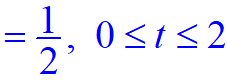 = 1/2, 0 ≤ t ≤ 2